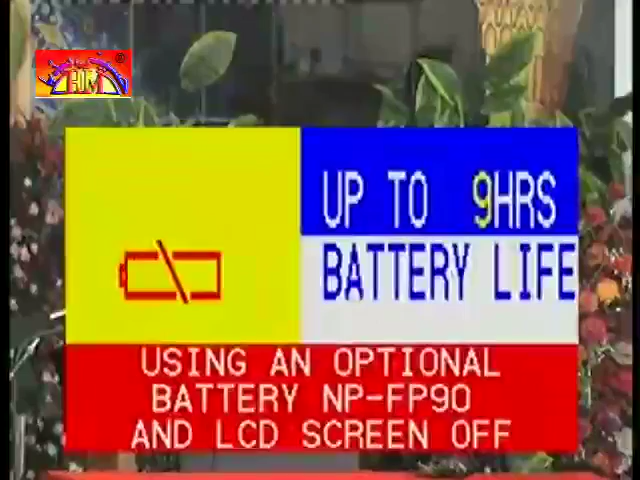 UP TO 9HRS
BATTERY LIFE
USING AN OPTIONAL
BATTERY NP-FP90
AND LCD SCREEN OFF